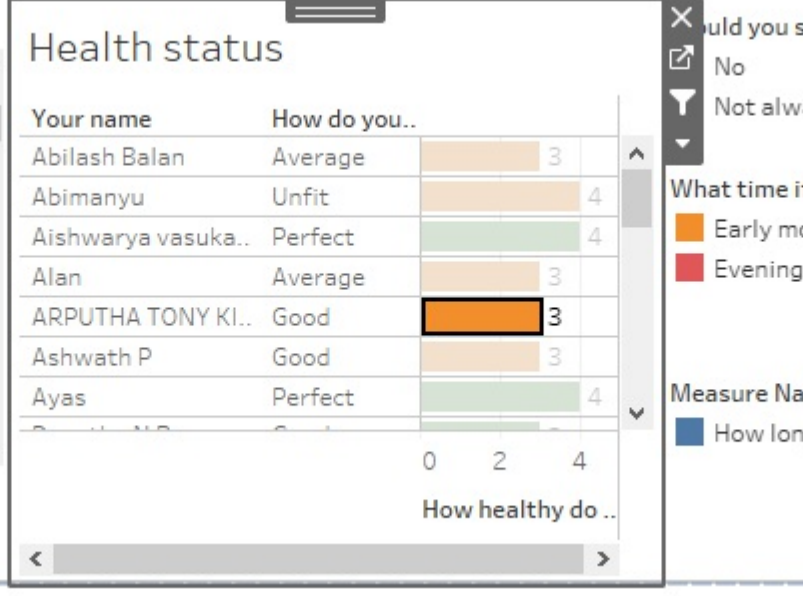 Health status
Your name How do you..
Abilash Balan Average 3
Abimanyu Unfit 4
Aishwarya vasuka.. Perfect 4
Alan Average 3
ARPUTHA TONY KI.. Good 3
Ashwath P Good 3
Ayas Perfect 4
0 2 4
How healthy do ..
uld you s
No
Not alwa
What time i
Early mo
Evening
Measure Na
How lon